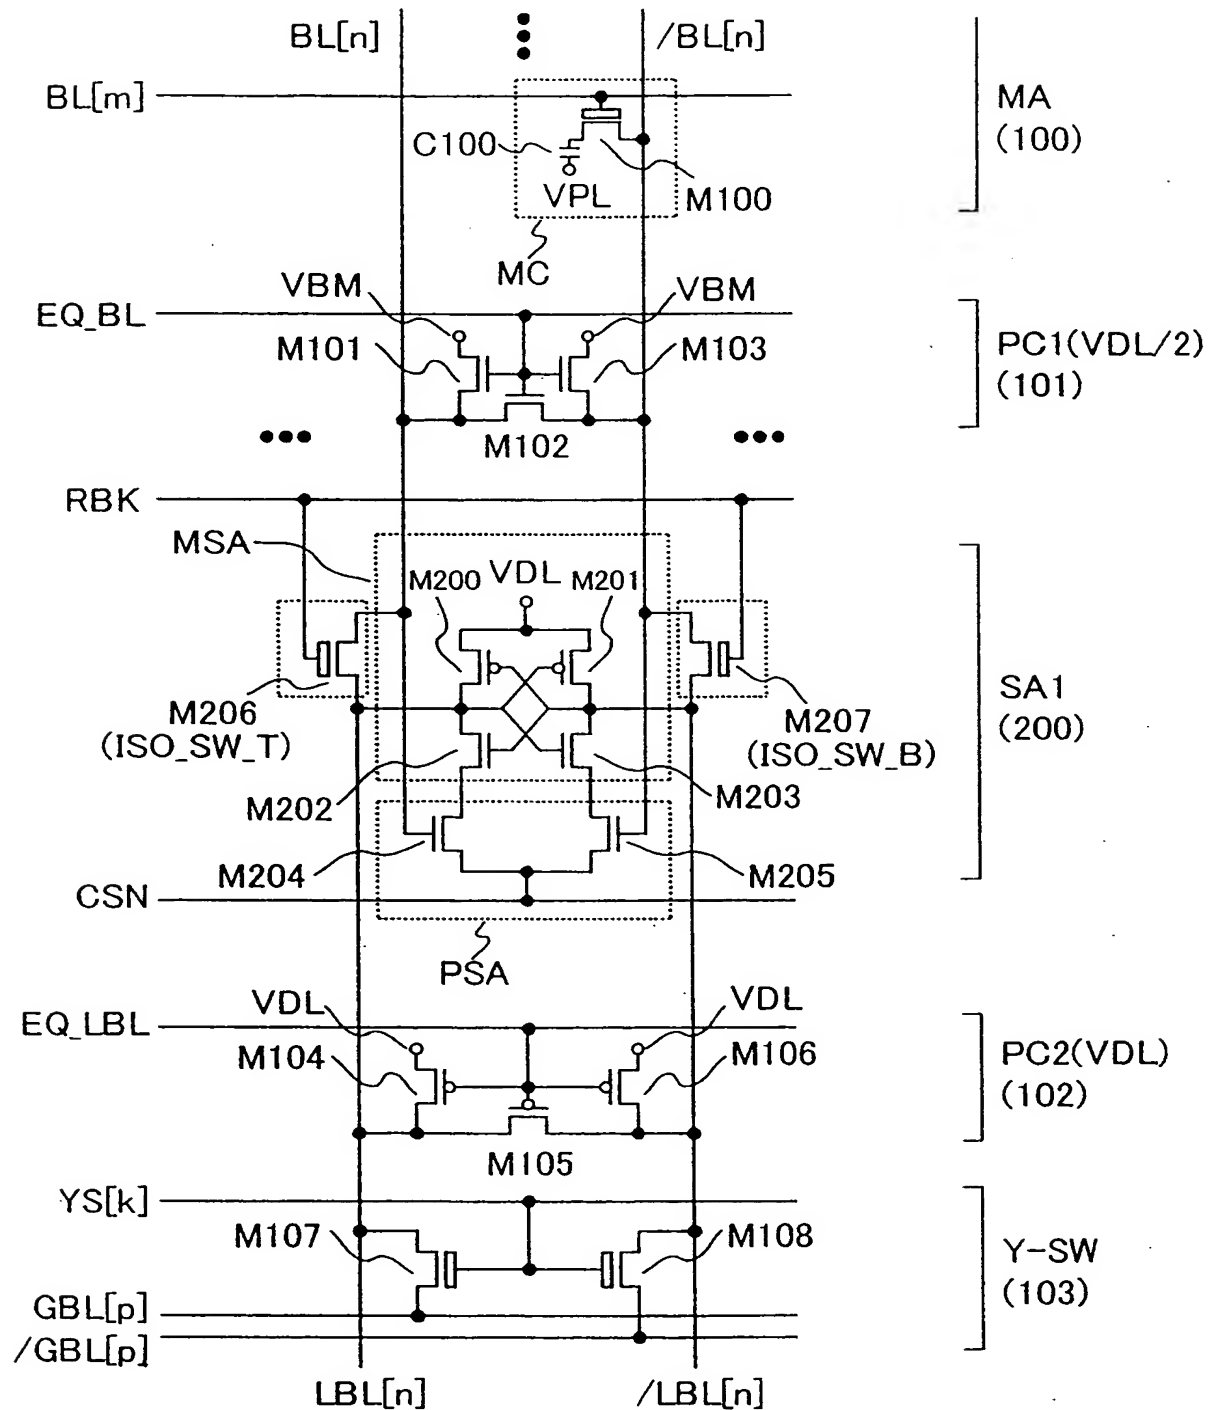 BL[n]
/BL[n]
BL[m]
MA
(100)
C100
VPL
M100
MC
VBM
VBM
EQ_BL
M101
M103
PC1(VDL/2)
(101)
M102
RBK
MSA
M200
VDL
M201
M206
(ISO_SW_T)
M207
(ISO_SW_B)
SA1
(200)
M202
M203
M204
M205
CSN
PSA
VDL
VDL
EQ_LBL
M104
M106
PC2(VDL)
(102)
M105
YS[k]
M107
M108
Y-SW
(103)
GBL[p]
/GBL[p]
LBL[n]
/LBL[n]